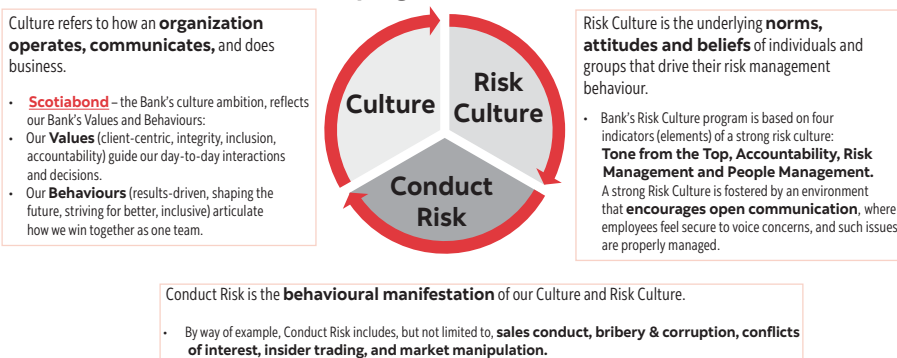 Culture refers to how an organization
operates, communicates, and does
business.
• Scotiabond – the Bank's culture ambition, reflects
our Bank's Values and Behaviours:
• Our Values (client-centric, integrity, inclusion,
accountability) guide our day-to-day interactions
and decisions.
• Our Behaviours (results-driven, shaping the
future, striving for better, inclusive) articulate
how we win together as one team.
Culture
Risk
Culture
Conduct
Risk
Risk Culture is the underlying norms,
attitudes and beliefs of individuals and
groups that drive their risk management
behaviour.
• Bank's Risk Culture program is based on four
indicators (elements) of a strong risk culture:
Tone from the Top, Accountability, Risk
Management and People Management.
A strong Risk Culture is fostered by an environment
that encourages open communication, where
employees feel secure to voice concerns, and such issues
are properly managed.
Conduct Risk is the behavioural manifestation of our Culture and Risk Culture.
• By way of example, Conduct Risk includes, but not limited to, sales conduct, bribery & corruption, conflicts
of interest, insider trading, and market manipulation.